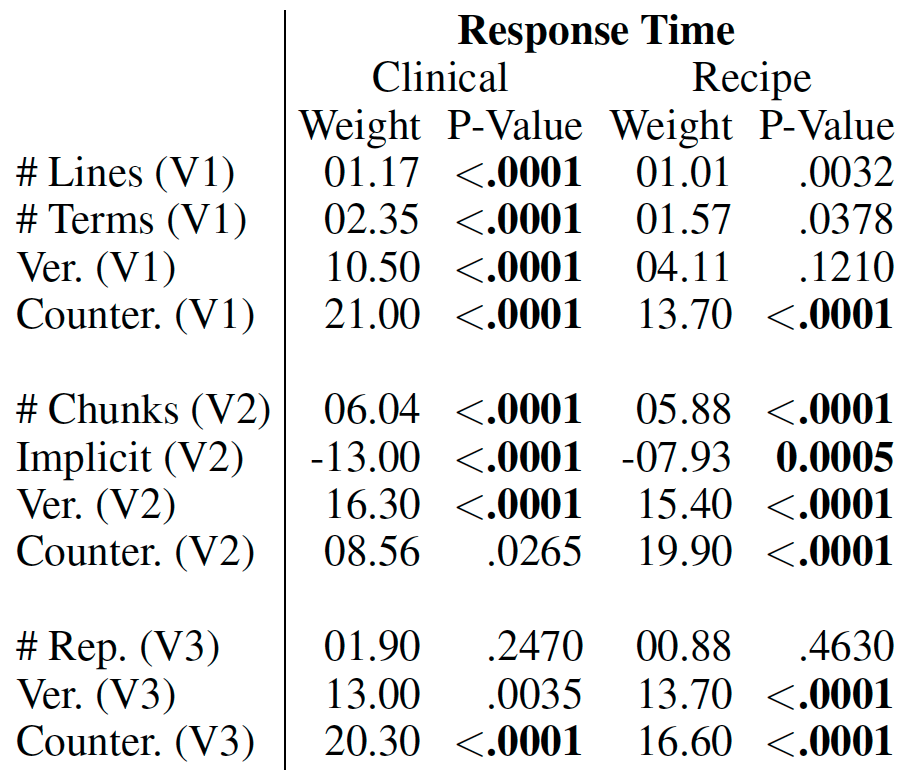 Response Time
Clinical Recipe
Weight P-Value Weight P-Value
# Lines (V1) 01.17 <.0001 01.01 .0032
# Terms (V1) 02.35 <.0001 01.57 .0378
Ver. (V1) 10.50 <.0001 04.11 .1210
Counter. (V1) 21.00 <.0001 13.70 <.0001
# Chunks (V2) 06.04 <.0001 05.88 <.0001
Implicit (V2) -13.00 <.0001 -07.93 0.0005
Ver. (V2) 16.30 <.0001 15.40 <.0001
Counter. (V2) 08.56 .0265 19.90 <.0001
# Rep. (V3) 01.90 .2470 00.88 .4630
Ver. (V3) 13.00 .0035 13.70 <.0001
Counter. (V3) 20.30 <.0001 16.60 <.0001